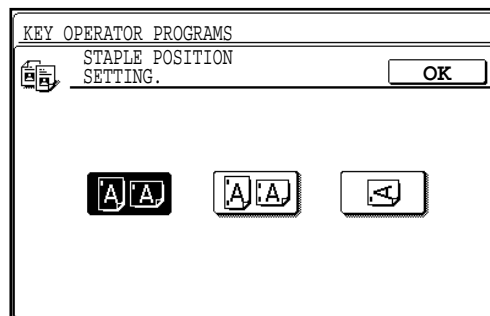 KEY OPERATOR PROGRAMS
STAPLE POSITION
SETTING.
OK
A A
A A
A